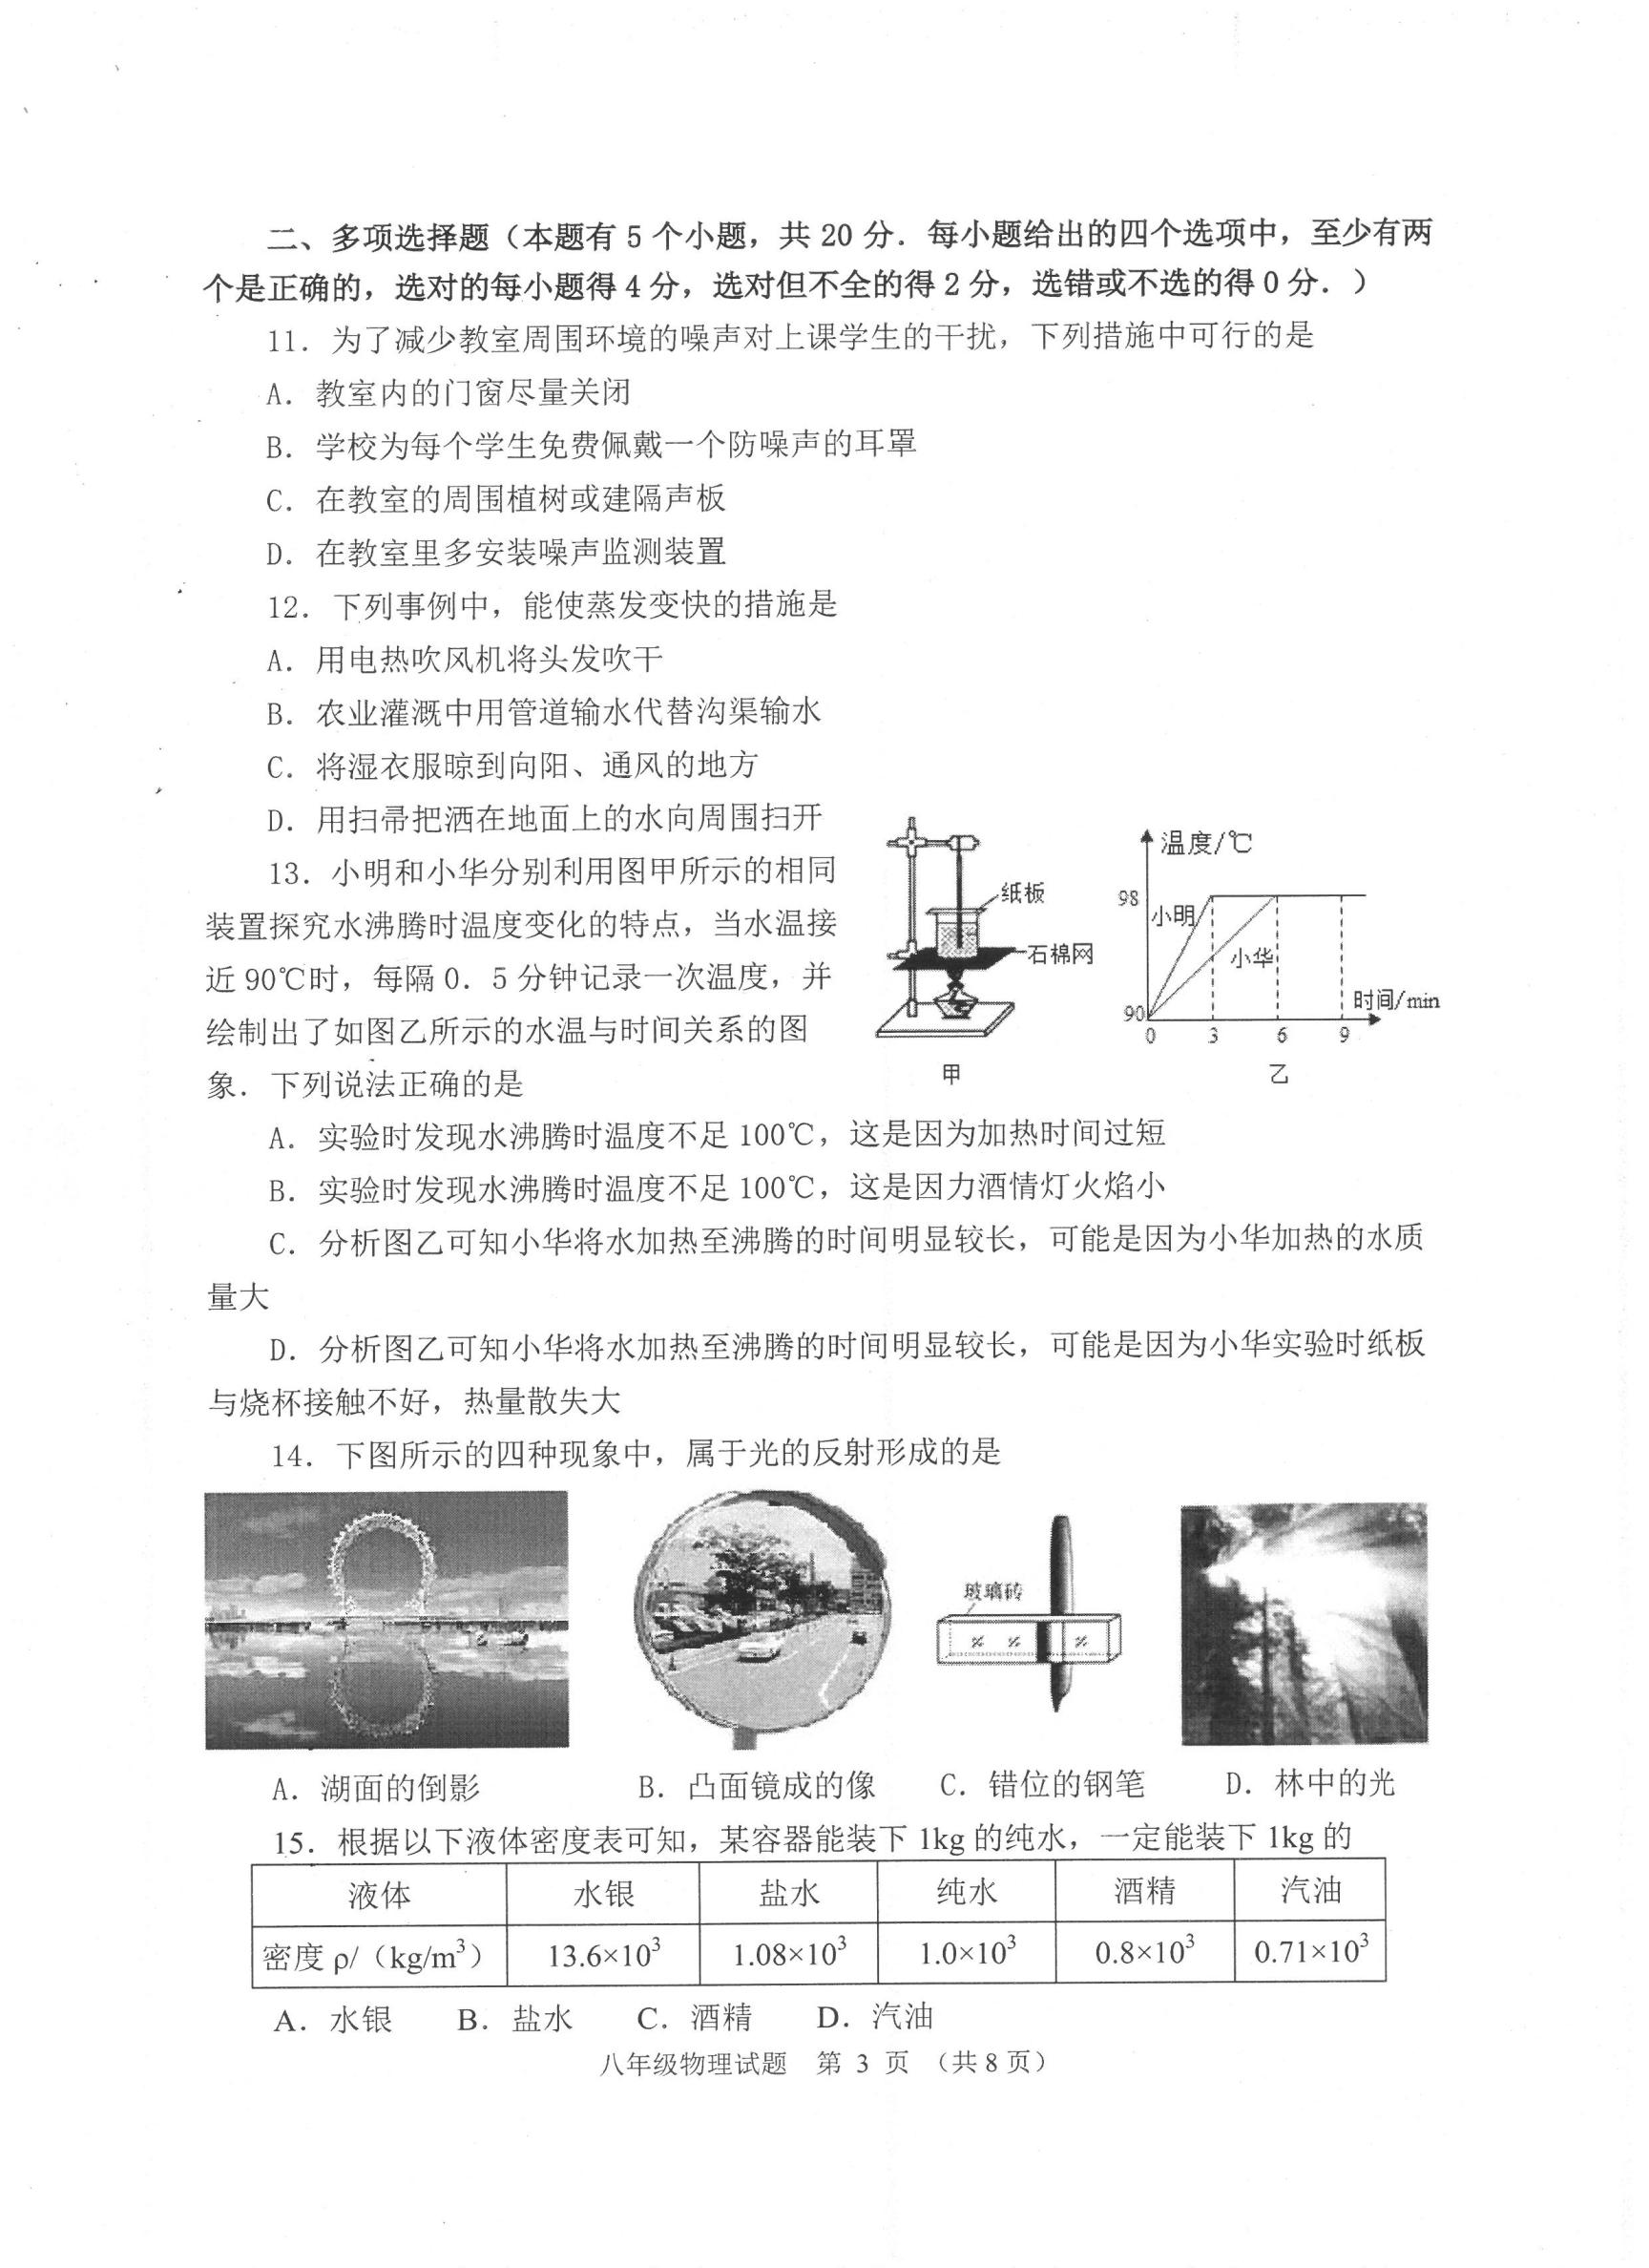 二、多项选择题（本题有 5 个小题，共 20 分．每小题给出的四个选项中，至少有两
个是正确的，选对的每小题得 4 分，选对但不全的得 2 分，选错或不选的得 0 分．）
11．为了减少教室周围环境的噪声对上课学生的干扰，下列措施中可行的是
A．教室内的门窗尽量关闭
B．学校为每个学生免费佩戴一个防噪声的耳罩
C．在教室的周围植树或建隔声板
D．在教室里多安装噪声监测装置
12．下列事例中，能使蒸发变快的措施是
A．用电热吹风机将头发吹干
B．农业灌溉中用管道输水代替沟渠输水
C．将湿衣服晾到向阳、通风的地方
D．用扫帚把洒在地面上的水向周围扫开
13．小明和小华分别利用图甲所示的相同
装置探究水沸腾时温度变化的特点，当水温接
近 90℃时，每隔 0．5 分钟记录一次温度，并
绘制出了如图乙所示的水温与时间关系的图
象．下列说法正确的是
纸板
石棉网
甲
温度/℃
98
小明
小华
90
时间/min
0 3 6 9
乙
A．实验时发现水沸腾时温度不足 100℃，这是因为加热时间过短
B．实验时发现水沸腾时温度不足 100℃，这是因力酒情灯火焰小
C．分析图乙可知小华将水加热至沸腾的时间明显较长，可能是因为小华加热的水质
量大
D．分析图乙可知小华将水加热至沸腾的时间明显较长，可能是因为小华实验时纸板
与烧杯接触不好，热量散失大
14．下图所示的四种现象中，属于光的反射形成的是
玻璃砖
A．湖面的倒影 B．凸面镜成的像 C．错位的钢笔 D．林中的光
15．根据以下液体密度表可知，某容器能装下 1kg 的纯水，一定能装下 1kg 的
液体 水银 盐水 纯水 酒精 汽油
密度 ρ/（kg/m³） 13.6×10³ 1.08×10³ 1.0×10³ 0.8×10³ 0.71×10³
A．水银 B．盐水 C．酒精 D．汽油
八年级物理试题 第 3 页 （共 8 页）